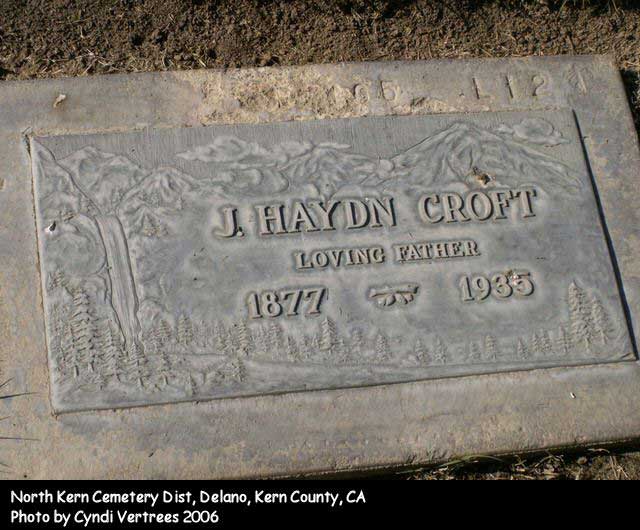 L12
J. HAYDN CROFT
LOVING FATHER
1877 1935
North Kern Cemetery Dist, Delano, Kern County, CA
Photo by Cyndi Vertrees 2006